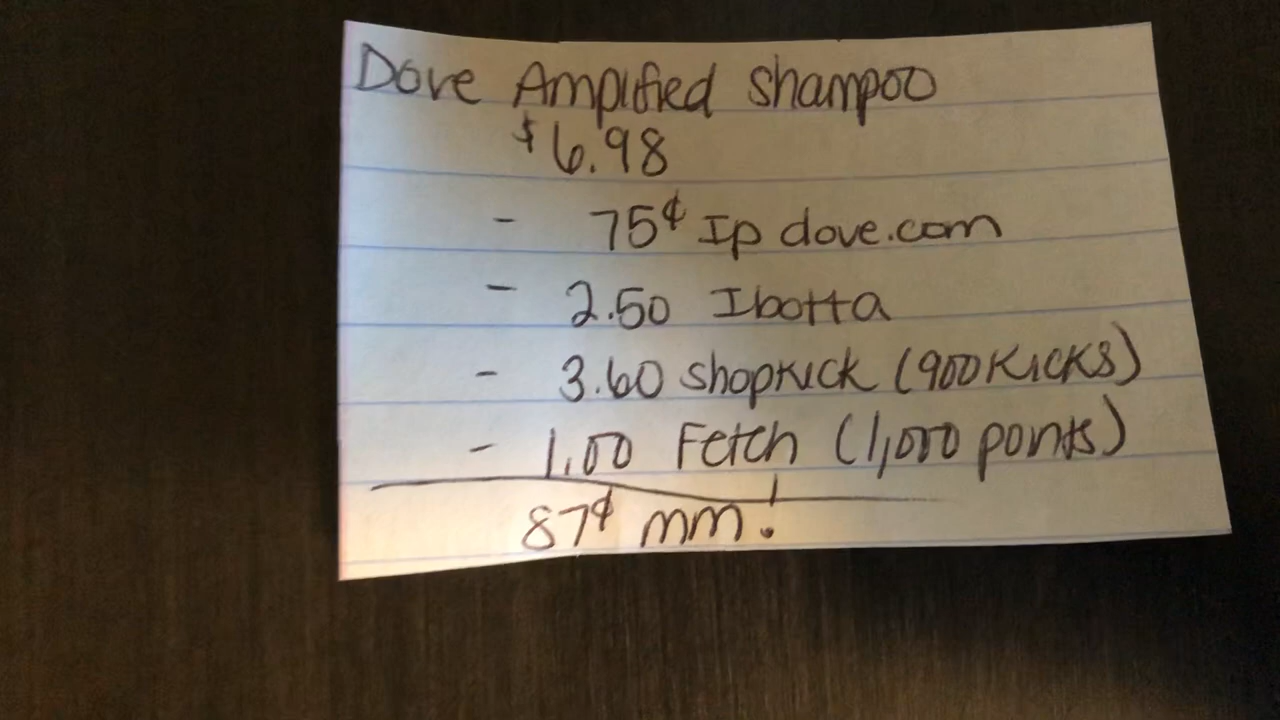 Dove Amplified Shampoo
$6.98
- 75¢ Ip dove.com
- 2.50 Ibotta
- 3.60 shopkick (900 kicks)
- 1.00 Fetch (1,000 ponts)
87¢ mm!